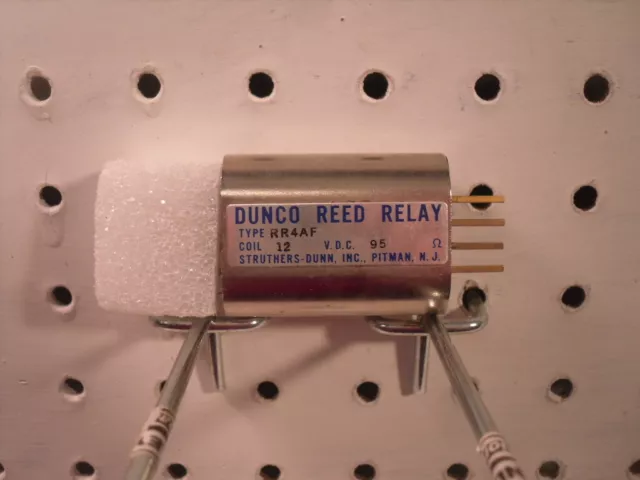 DUNCO REED RELAY
TYPE RR4AF
COIL 12 V.D.C. 95 Ω
STRUTHERS-DUNN, INC., PITMAN, N.J.